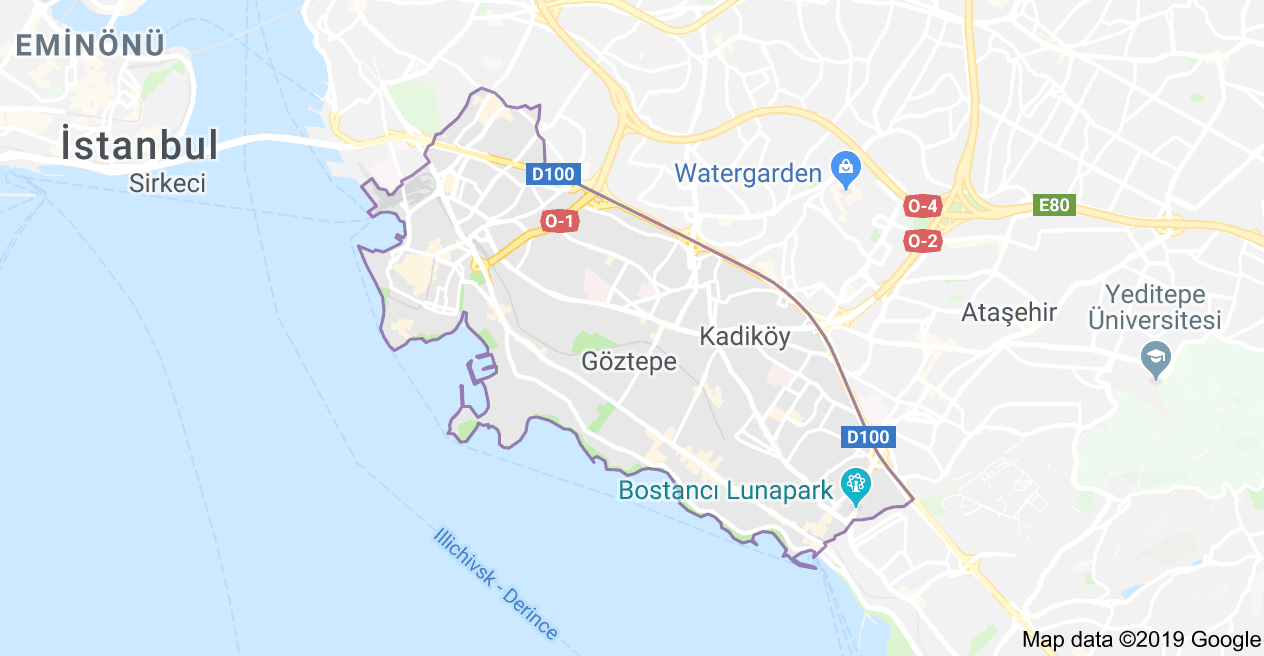 EMİNÖNÜ
İstanbul
Sirkeci
D100
Watergarden
O-4
E80
O-1
O-2
Yeditepe
Üniversitesi
Ataşehir
Kadiköy
Göztepe
D100
Bostancı Lunapark
Illichivsk - Derince
Map data ©2019 Google